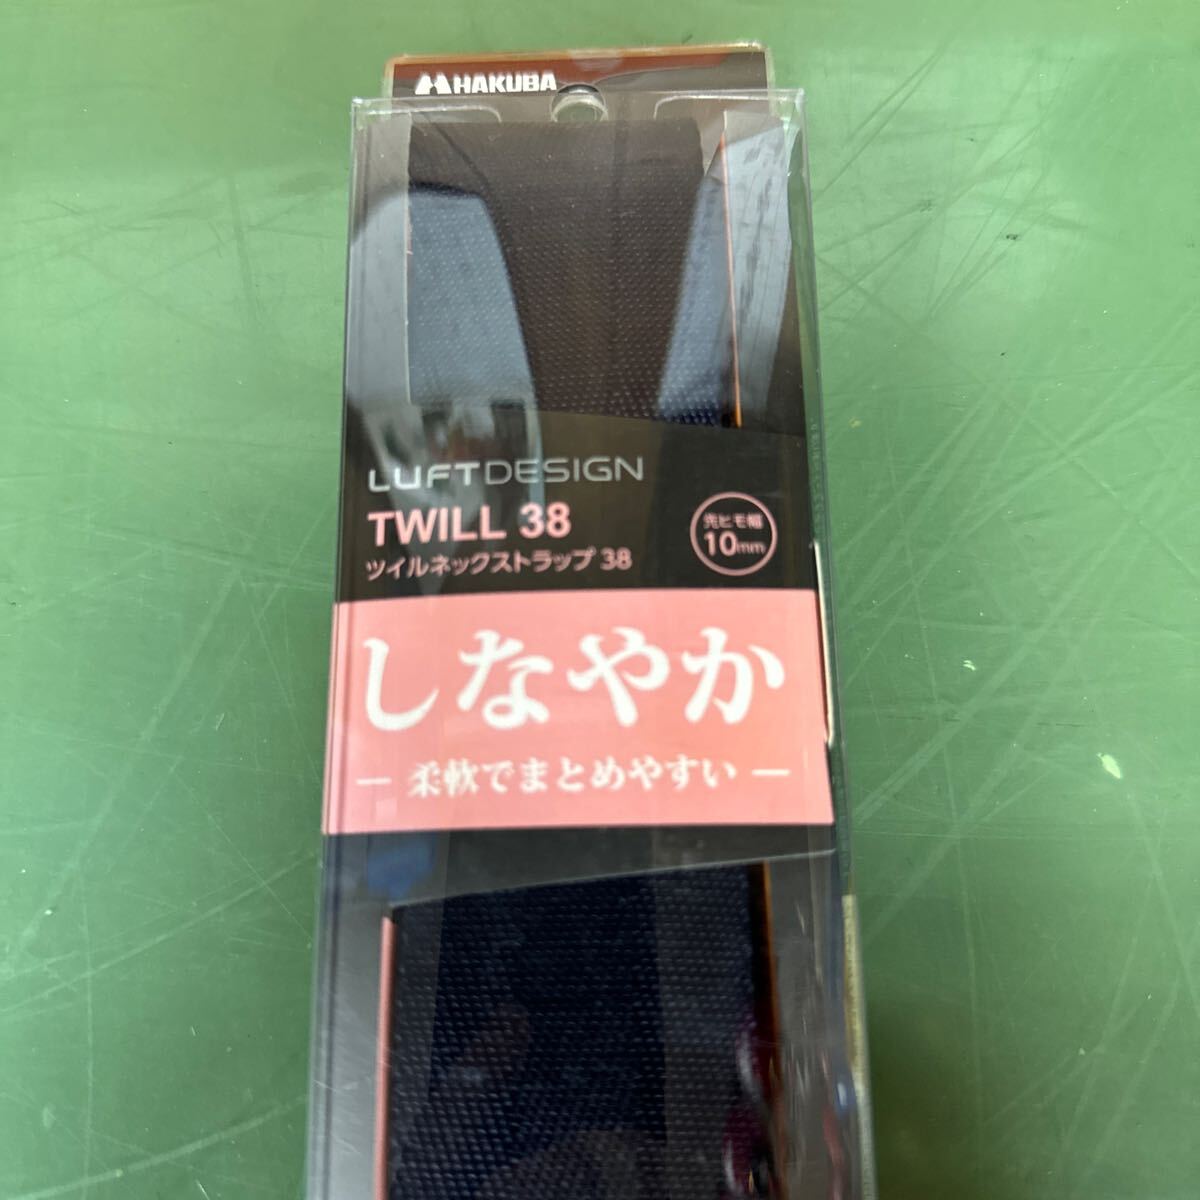 HAKUBA
LUFTDESIGN
TWILL 38
ツイルネックストラップ 38
先ヒモ幅
10mm
しなやか
― 柔軟でまとめやすい ―